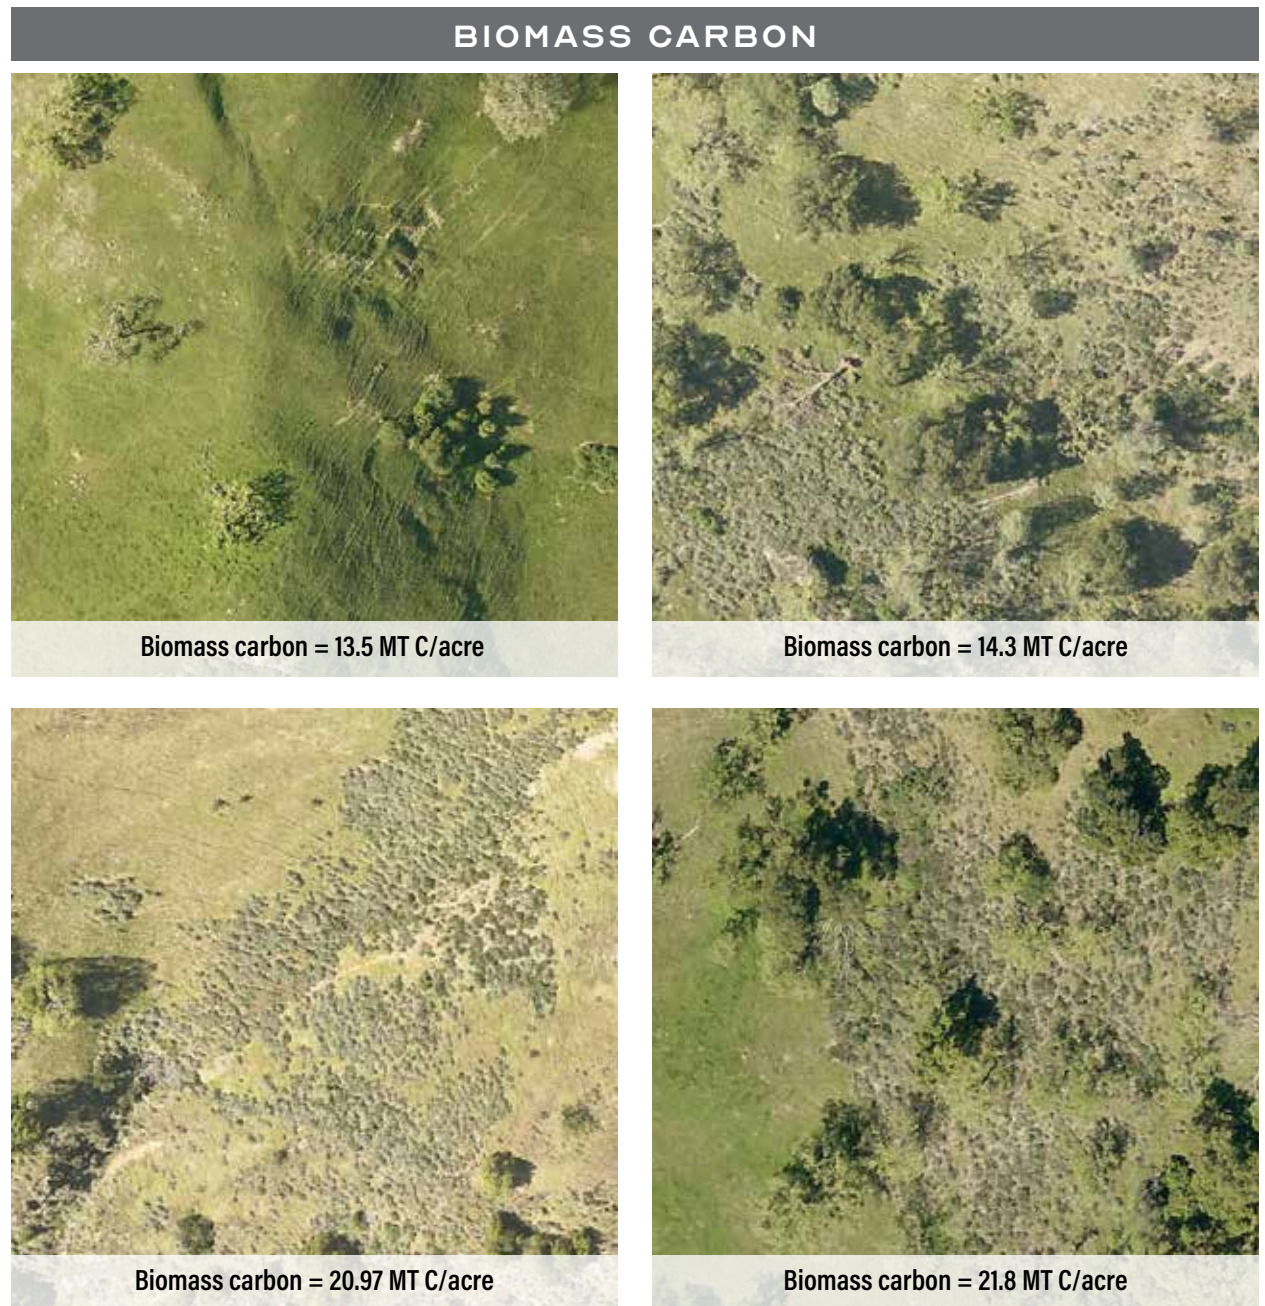 BIOMASS CARBON
Biomass carbon = 13.5 MT C/acre
Biomass carbon = 14.3 MT C/acre
Biomass carbon = 20.97 MT C/acre
Biomass carbon = 21.8 MT C/acre